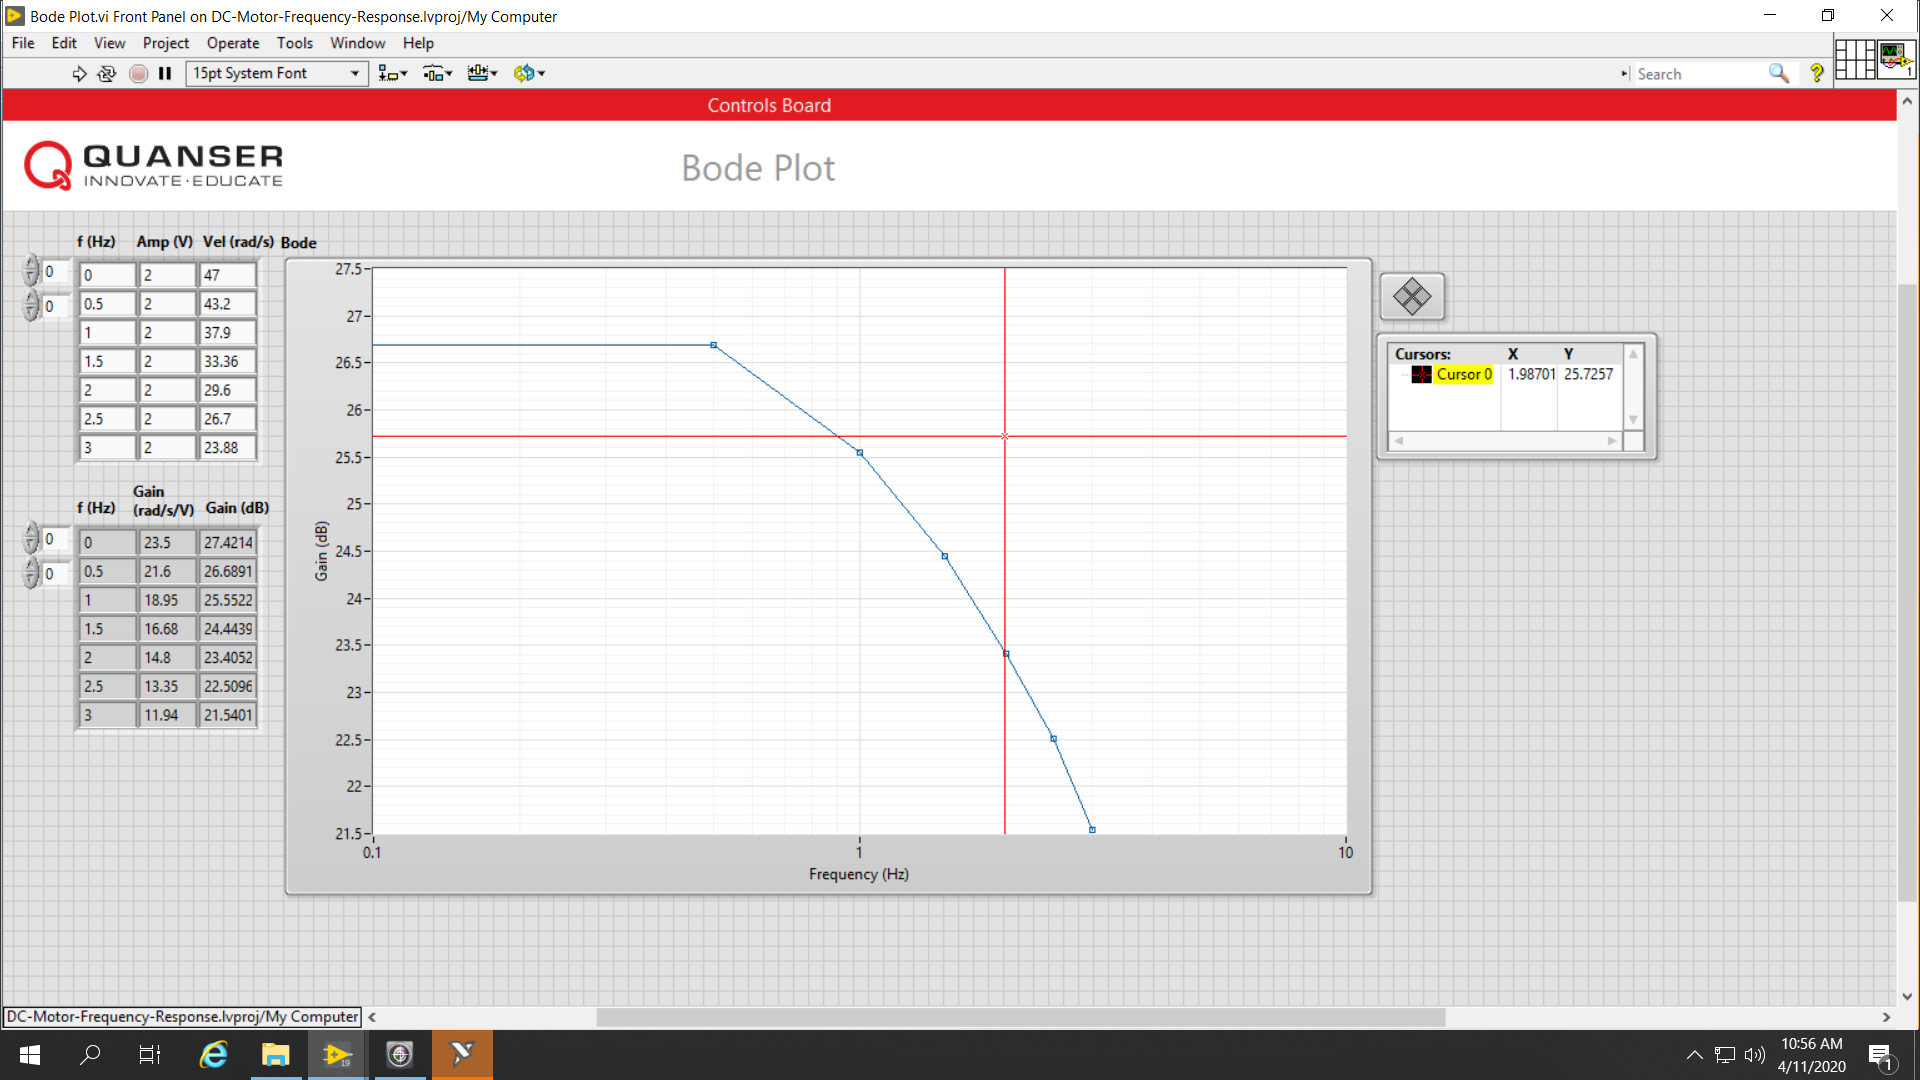 Bode Plot.vi Front Panel on DC-Motor-Frequency-Response.lvproj/My Computer
File Edit View Project Operate Tools Window Help
15pt System Font
Search
1
Controls Board
QUANSER
INNOVATE·EDUCATE
Bode Plot
f (Hz) Amp (V) Vel (rad/s) Bode
0 0 2 47
0 0.5 2 43.2
1 2 37.9
1.5 2 33.36
2 2 29.6
2.5 2 26.7
3 2 23.88
Gain
f (Hz) (rad/s/V) Gain (dB)
0 0 23.5 27.4214
0 0.5 21.6 26.6891
1 18.95 25.5522
1.5 16.68 24.4439
2 14.8 23.4052
2.5 13.35 22.5096
3 11.94 21.5401
27.5
27
26.5
26
25.5
25
24.5
24
23.5
23
22.5
22
21.5
Gain (dB)
0.1 1 10
Frequency (Hz)
Cursors: X Y
Cursor 0 1.98701 25.7257
DC-Motor-Frequency-Response.lvproj/My Computer
19
10:56 AM
4/11/2020
1